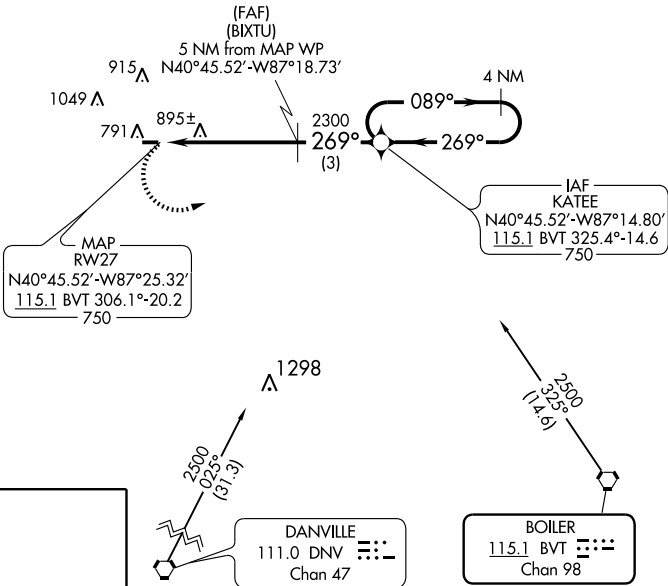 (FAF)
(BIXTU)
5 NM from MAP WP
N40°45.52’-W87°18.73’
915
4 NM
1049
089°
895±
2300
791
269°
269°
(3)
IAF
KATEE
N40°45.52’-W87°14.80’
115.1 BVT 325.4°-14.6
750
MAP
RW27
N40°45.52’-W87°25.32’
115.1 BVT 306.1°-20.2
750
1298
2500
325°
(14.6)
2500
025°
(31.3)
DANVILLE
111.0 DNV
Chan 47
BOILER
115.1 BVT
Chan 98